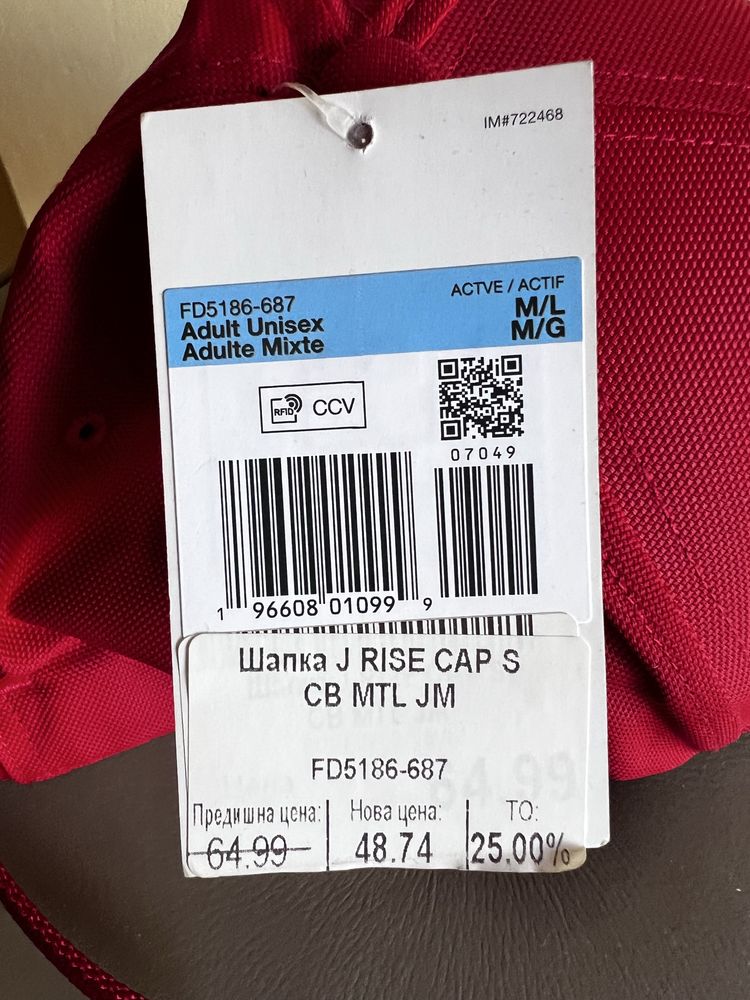 IM#722468
FD5186-687
Adult Unisex
Adulte Mixte
ACTVE / ACTIF
M/L
M/G
RFID CCV
07049
1 96608 01099 9
Шапка J RISE CAP S
CB MTL JM
FD5186-687
64.99
Предишна цена: Нова цена: ТО:
64.99 48.74 25.00%